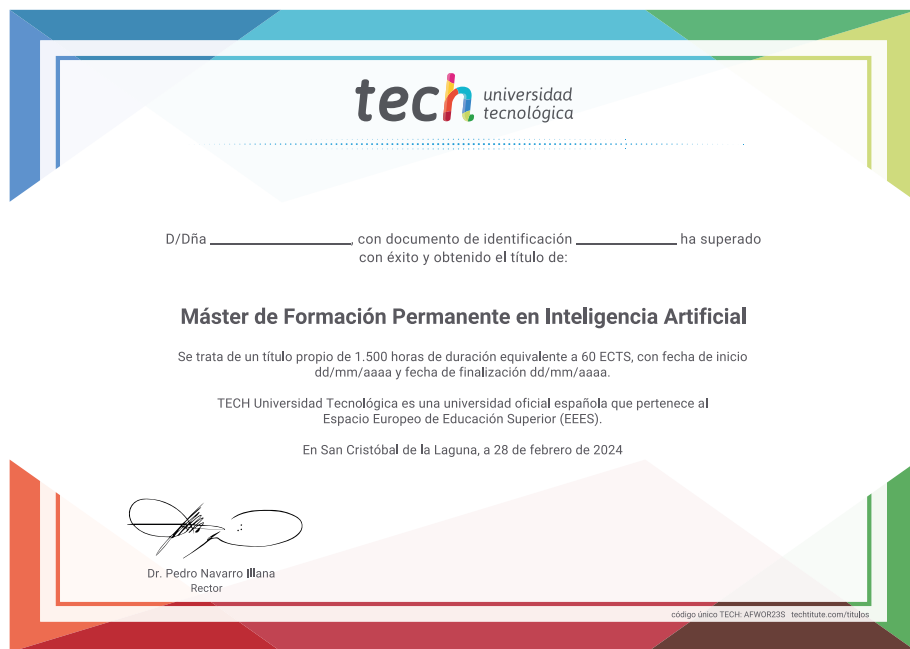 tech universidad
tecnológica
D/Dña ____________, con documento de identificación ____________ ha superado
con éxito y obtenido el título de:
Máster de Formación Permanente en Inteligencia Artificial
Se trata de un título propio de 1.500 horas de duración equivalente a 60 ECTS, con fecha de inicio
dd/mm/aaaa y fecha de finalización dd/mm/aaaa.
TECH Universidad Tecnológica es una universidad oficial española que pertenece al
Espacio Europeo de Educación Superior (EEES).
En San Cristóbal de la Laguna, a 28 de febrero de 2024
Dr. Pedro Navarro Illana
Rector
código único TECH: AFWOR23S techtitute.com/titulos